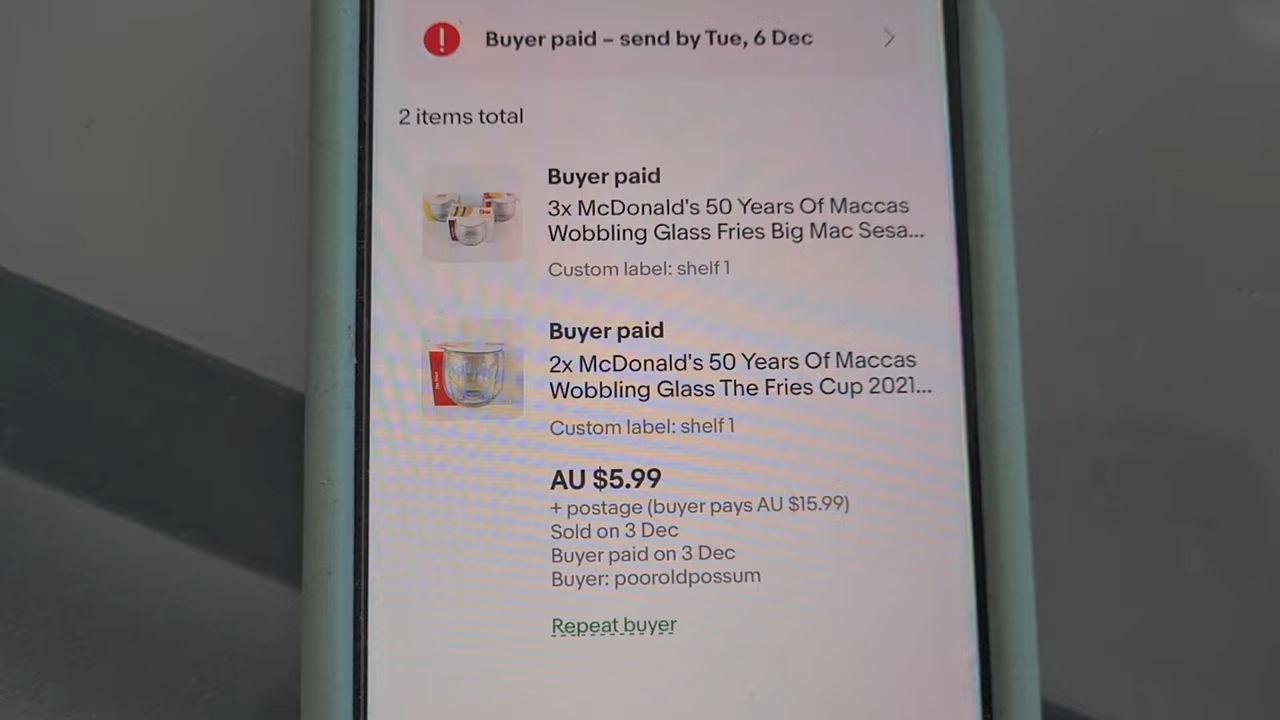 Buyer paid – send by Tue, 6 Dec
2 items total
Buyer paid
3x McDonald's 50 Years Of Maccas
Wobbling Glass Fries Big Mac Sesa...
Custom label: shelf 1
Buyer paid
2x McDonald's 50 Years Of Maccas
Wobbling Glass The Fries Cup 2021...
Custom label: shelf 1
AU $5.99
+ postage (buyer pays AU $15.99)
Sold on 3 Dec
Buyer paid on 3 Dec
Buyer: pooroldpossum
Repeat buyer